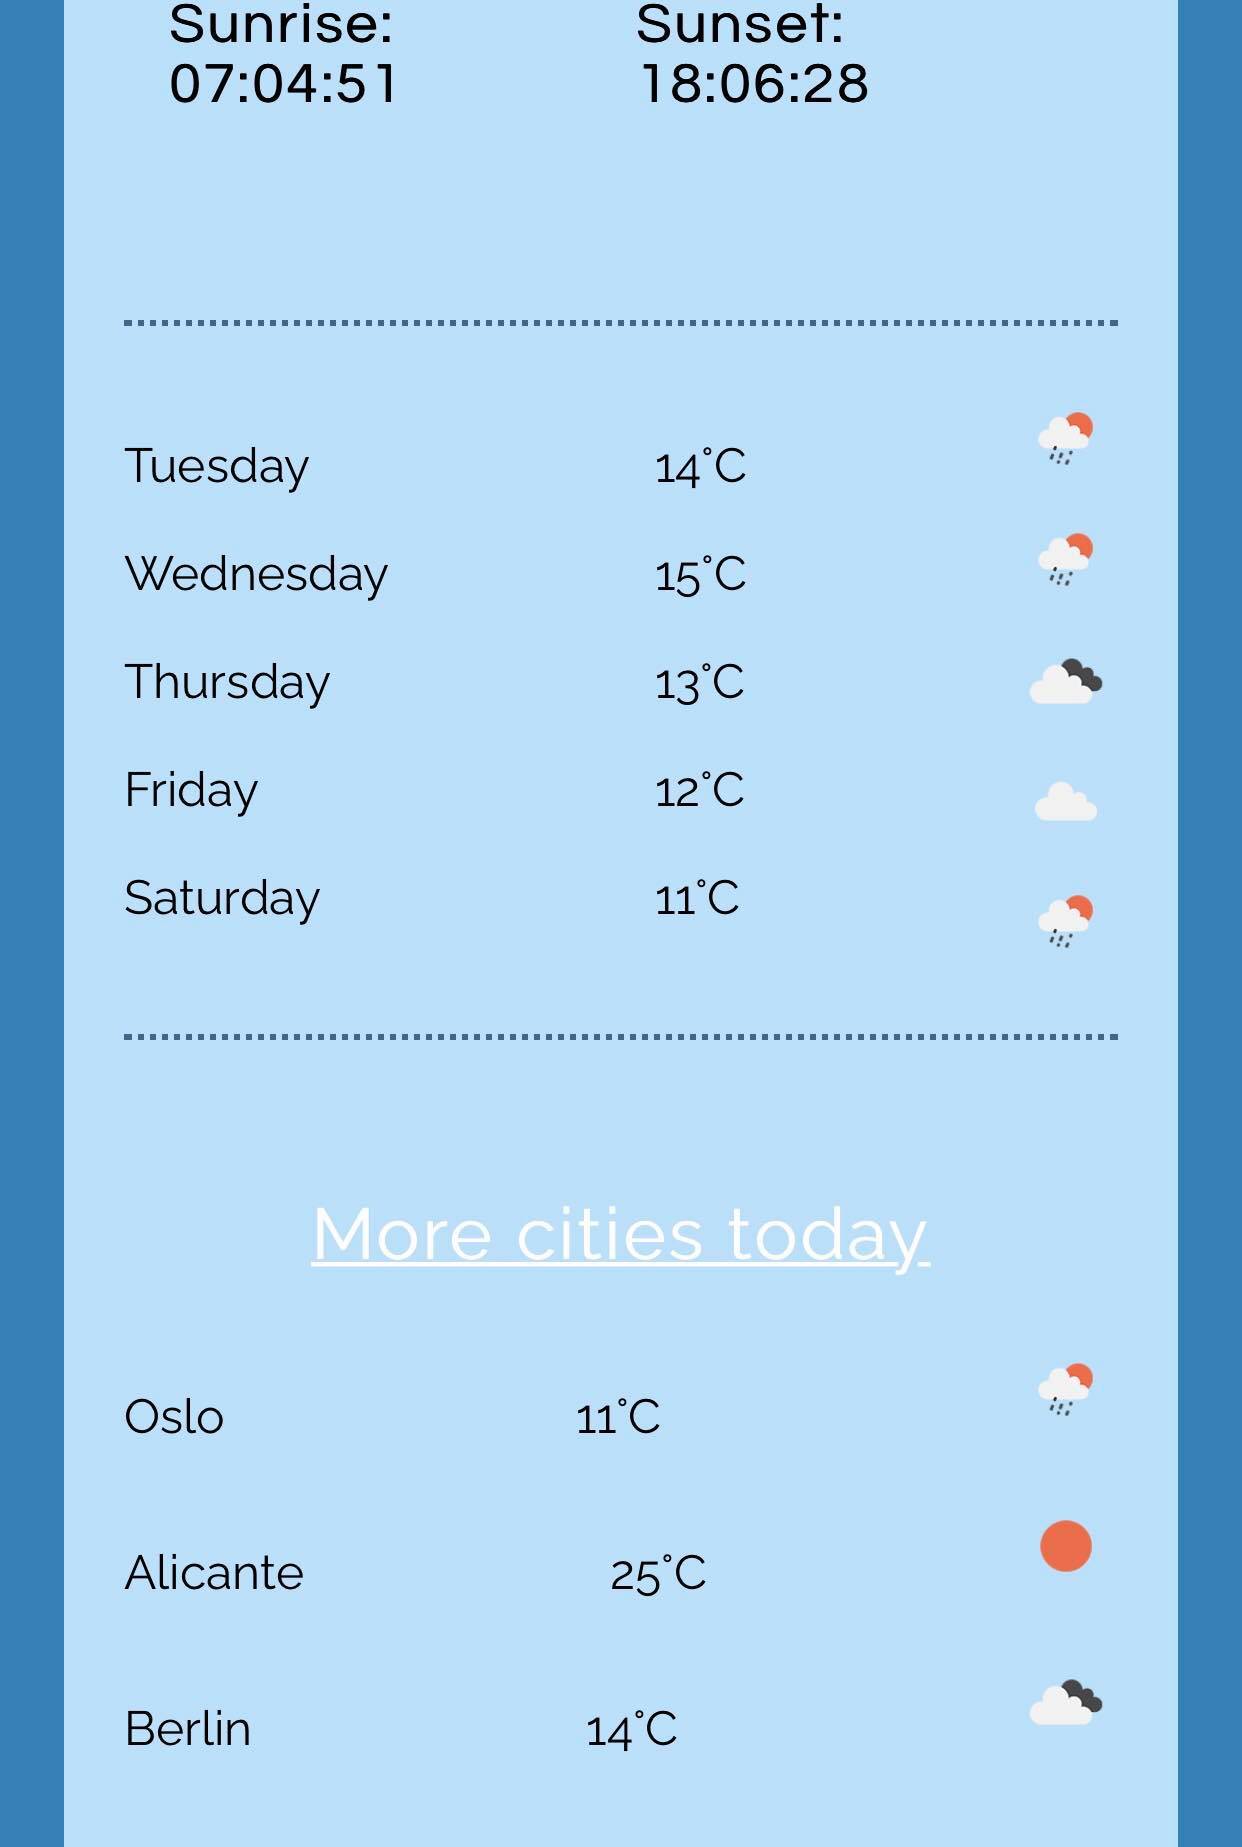 Sunrise: Sunset:
07:04:51 18:06:28
Tuesday 14°C
Wednesday 15°C
Thursday 13°C
Friday 12°C
Saturday 11°C
More cities today
Oslo 11°C
Alicante 25°C
Berlin 14°C